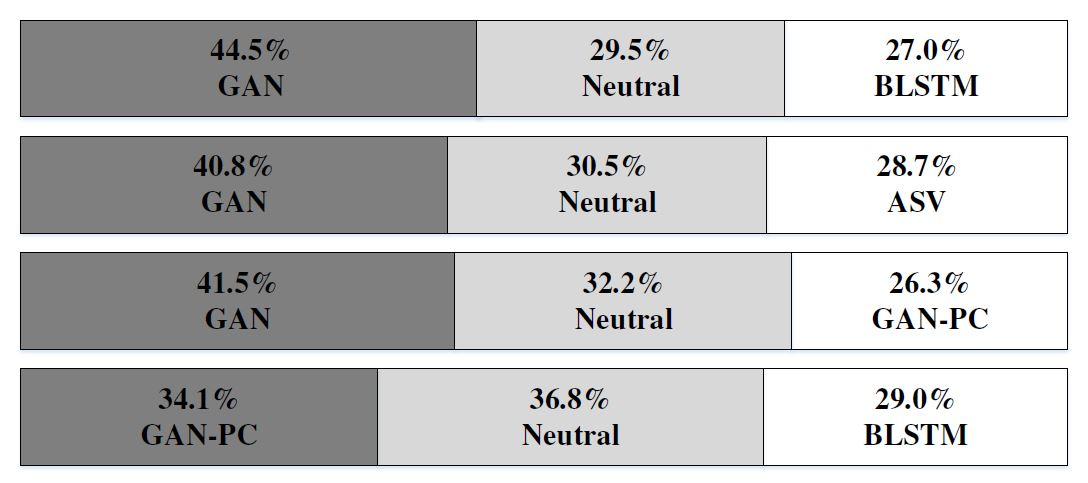 44.5% 29.5% 27.0%
GAN Neutral BLSTM
40.8% 30.5% 28.7%
GAN Neutral ASV
41.5% 32.2% 26.3%
GAN Neutral GAN-PC
34.1% 36.8% 29.0%
GAN-PC Neutral BLSTM